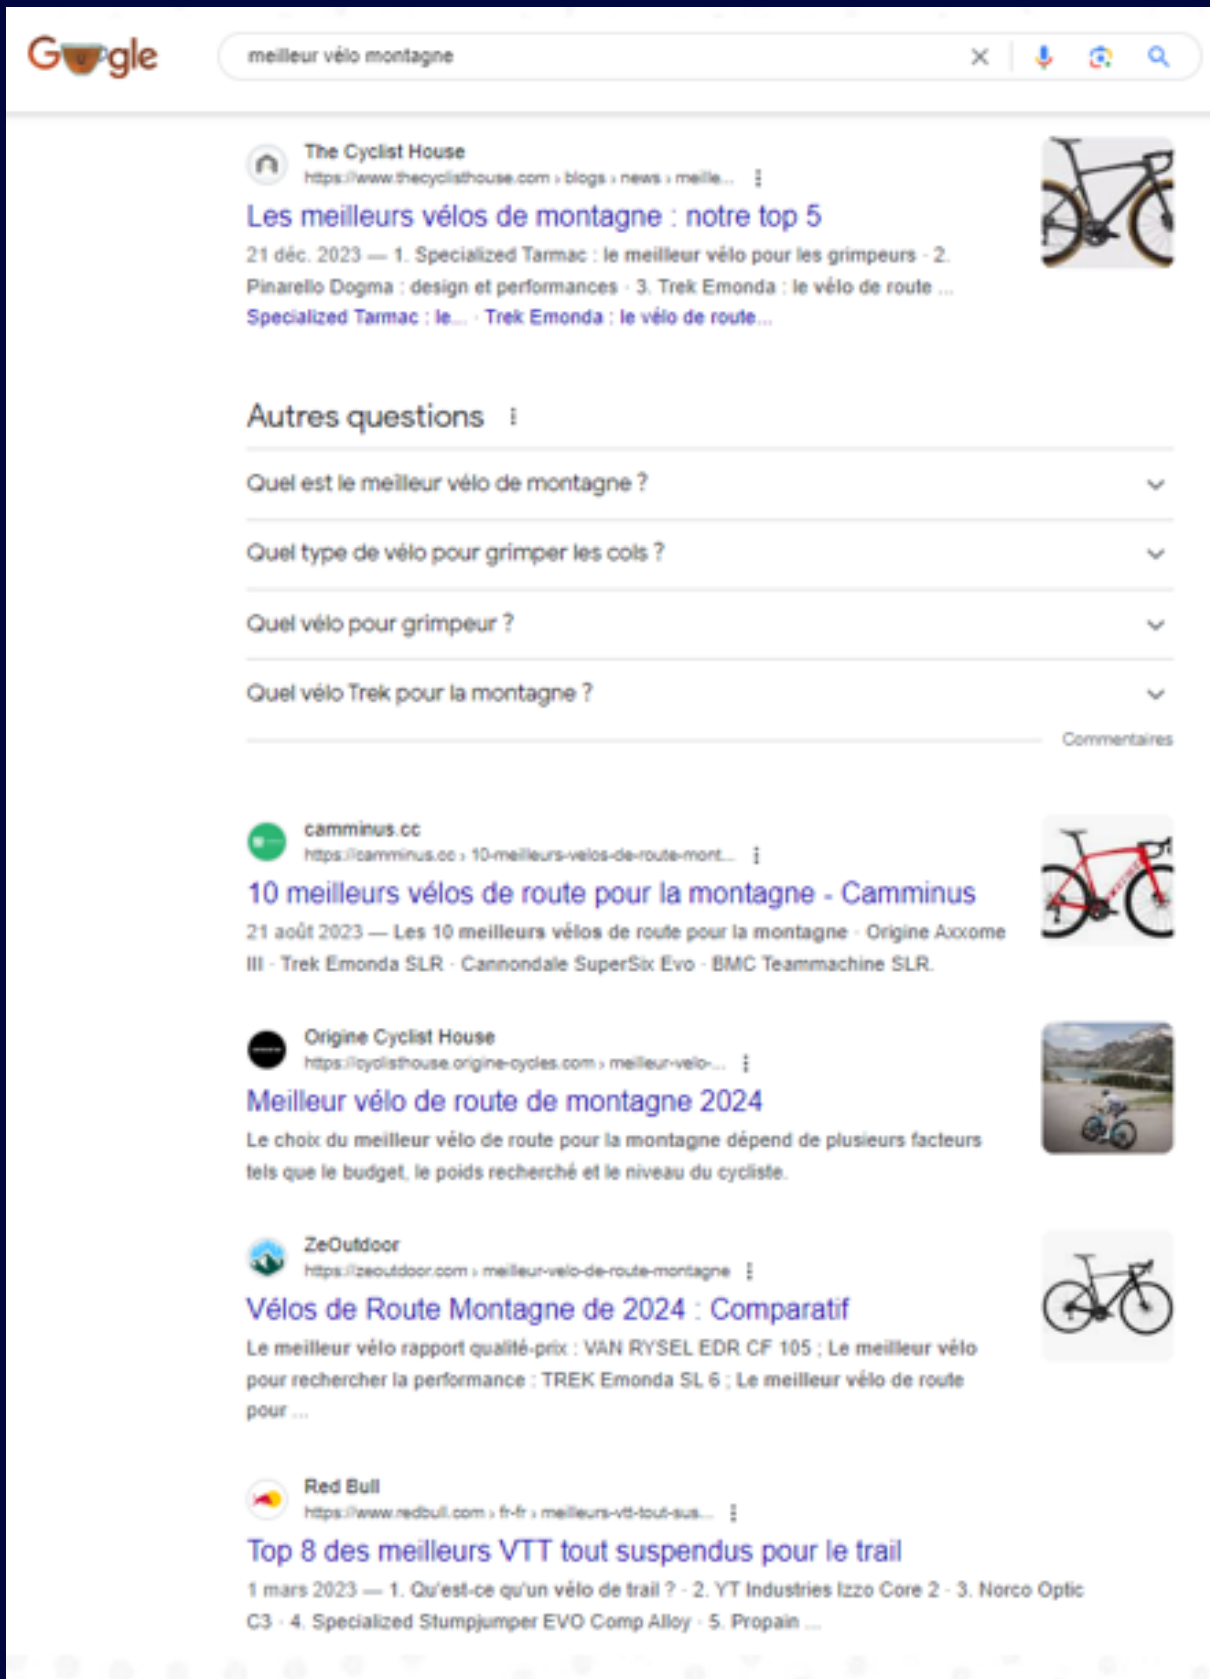 Google
meilleur vélo montagne
The Cyclist House
https://www.thecyclisthouse.com › blogs › news › meille...
Les meilleurs vélos de montagne : notre top 5
21 déc. 2023 — 1. Specialized Tarmac : le meilleur vélo pour les grimpeurs · 2.
Pinarello Dogma : design et performances · 3. Trek Emonda : le vélo de route ...
Specialized Tarmac : le... · Trek Emonda : le vélo de route...
Autres questions
Quel est le meilleur vélo de montagne ?
Quel type de vélo pour grimper les cols ?
Quel vélo pour grimpeur ?
Quel vélo Trek pour la montagne ?
Commentaires
camminus.cc
https://camminus.cc › 10-meilleurs-velos-de-route-mont...
10 meilleurs vélos de route pour la montagne - Camminus
21 août 2023 — Les 10 meilleurs vélos de route pour la montagne · Origine Axxome
III · Trek Emonda SLR · Cannondale SuperSix Evo · BMC Teammachine SLR.
Origine Cyclist House
https://cyclisthouse.origine-cycles.com › meilleur-velo-...
Meilleur vélo de route de montagne 2024
Le choix du meilleur vélo de route pour la montagne dépend de plusieurs facteurs
tels que le budget, le poids recherché et le niveau du cycliste.
ZeOutdoor
https://zeoutdoor.com › meilleur-velo-de-route-montagne
Vélos de Route Montagne de 2024 : Comparatif
Le meilleur vélo rapport qualité-prix : VAN RYSEL EDR CF 105 ; Le meilleur vélo
pour rechercher la performance : TREK Emonda SL 6 ; Le meilleur vélo de route
pour ...
Red Bull
https://www.redbull.com › fr-fr › meilleurs-vtt-tout-sus...
Top 8 des meilleurs VTT tout suspendus pour le trail
1 mars 2023 — 1. Qu'est-ce qu'un vélo de trail ? · 2. YT Industries Izzo Core 2 · 3. Norco Optic
C3 · 4. Specialized Stumpjumper EVO Comp Alloy · 5. Propain ...